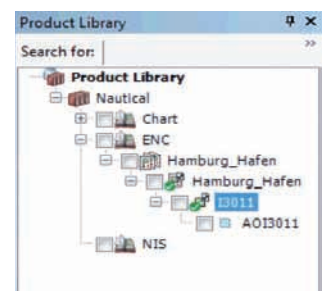 Product Library
Search for:
Product Library
Nautical
Chart
ENC
Hamburg_Hafen
Hamburg_Hafen
I3011
AOI3011
NIS